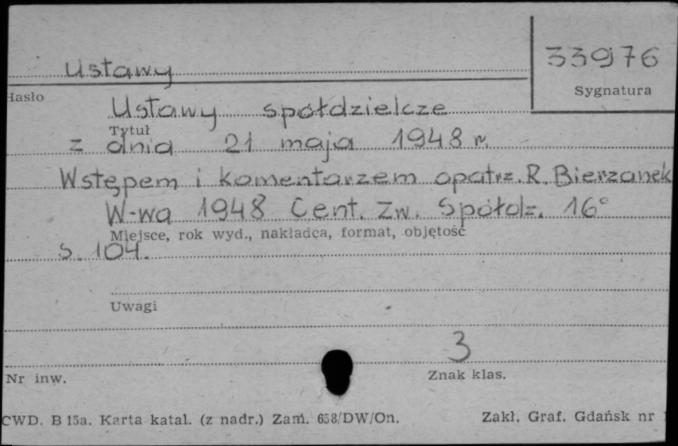 Ustawy
33976
Hasło
Sygnatura
Ustawy spółdzielcze
Tytuł
z dnia 21 maja 1948 r.
Wstępem i komentarzem opatrz. R. Bierzanek
W-wa 1948 Cent. Zw. Spółdz. 16°
Miejsce, rok wyd., nakładca, format, objętość
S. 104.
Uwagi
3
Nr inw.
Znak klas.
CWD. B 15a. Karta katal. (z nadr.) Zam. 658/DW/On.
Zakl. Graf. Gdańsk nr